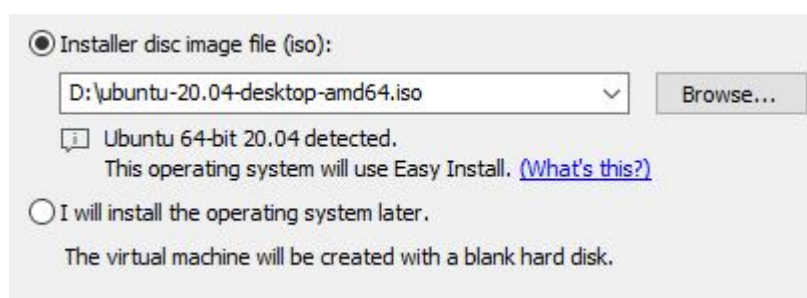 Installer disc image file (iso):
D:\ubuntu-20.04-desktop-amd64.iso
Browse...
Ubuntu 64-bit 20.04 detected.
This operating system will use Easy Install. (What's this?)
I will install the operating system later.
The virtual machine will be created with a blank hard disk.